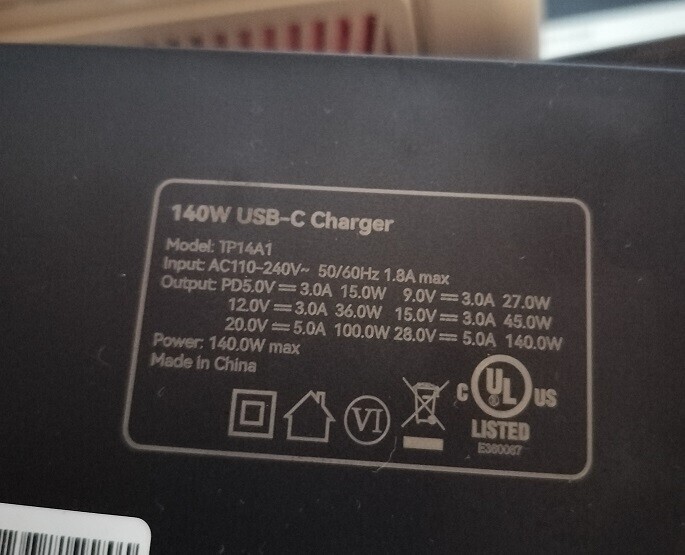 140W USB-C Charger
Model: TP14A1
Input: AC110-240V~ 50/60Hz 1.8A max
Output: PD5.0V⎓3.0A 15.0W 9.0V⎓3.0A 27.0W
12.0V⎓3.0A 36.0W 15.0V⎓3.0A 45.0W
20.0V⎓5.0A 100.0W 28.0V⎓5.0A 140.0W
Power: 140.0W max
Made in China
VI
C UL ® US
LISTED
E380087